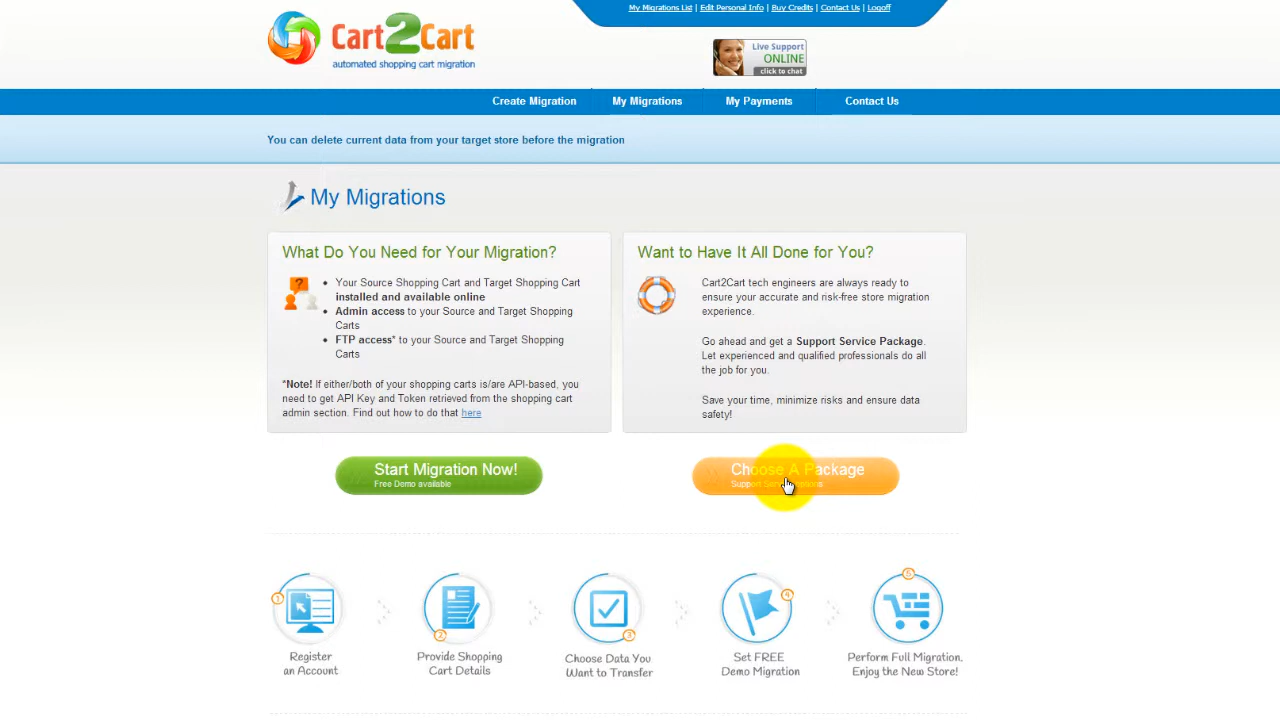 My Migrations List | Edit Personal Info | Buy Credits | Contact Us | Logoff
Cart2Cart
automated shopping cart migration
Live Support
ONLINE
click to chat
Create Migration
My Migrations
My Payments
Contact Us
You can delete current data from your target store before the migration
My Migrations
What Do You Need for Your Migration?
Your Source Shopping Cart and Target Shopping Cart
installed and available online
Admin access to your Source and Target Shopping
Carts
FTP access* to your Source and Target Shopping
Carts
*Note! If either/both of your shopping carts is/are API-based, you
need to get API Key and Token retrieved from the shopping cart
admin section. Find out how to do that here
Want to Have It All Done for You?
Cart2Cart tech engineers are always ready to
ensure your accurate and risk-free store migration
experience.
Go ahead and get a Support Service Package.
Let experienced and qualified professionals do all
the job for you.
Save your time, minimize risks and ensure data
safety!
Start Migration Now!
Free Demo available
Choose A Package
Support
1
Register
an Account
2
Provide Shopping
Cart Details
3
Choose Data You
Want to Transfer
4
Set FREE
Demo Migration
5
Perform Full Migration.
Enjoy the New Store!